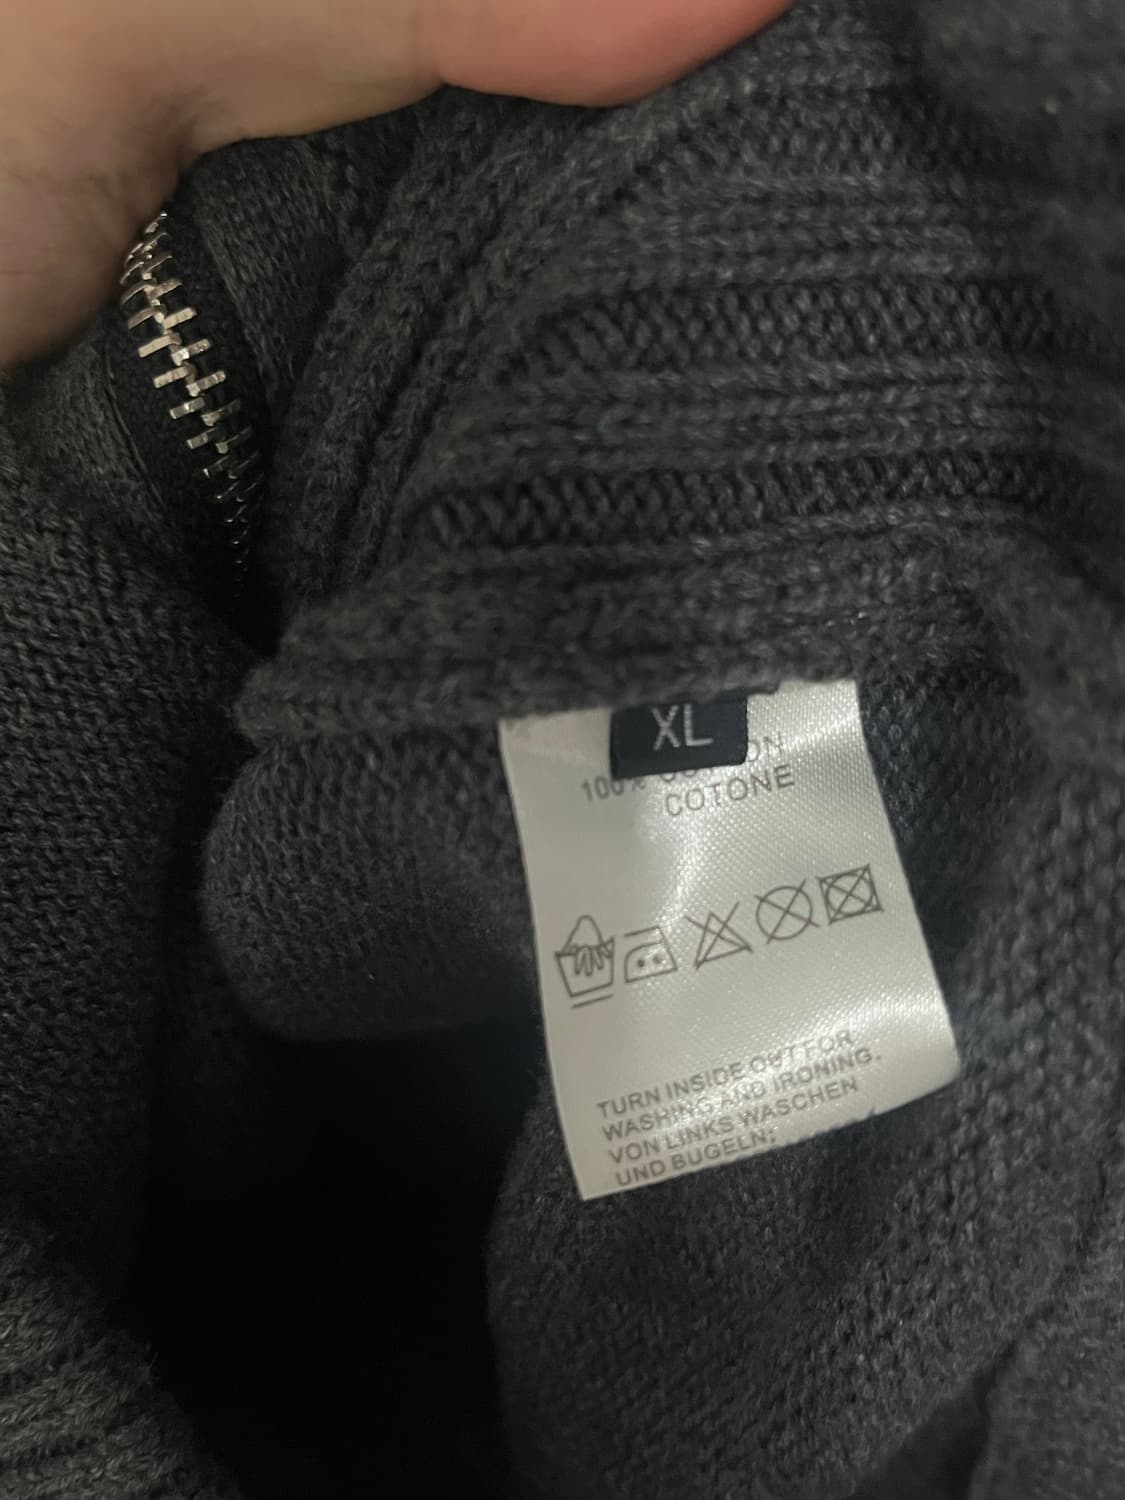 XL
100%
COTONE
TURN INSIDE OUT FOR
WASHING AND IRONING.
VON LINKS WASCHEN
UND BUGELN;